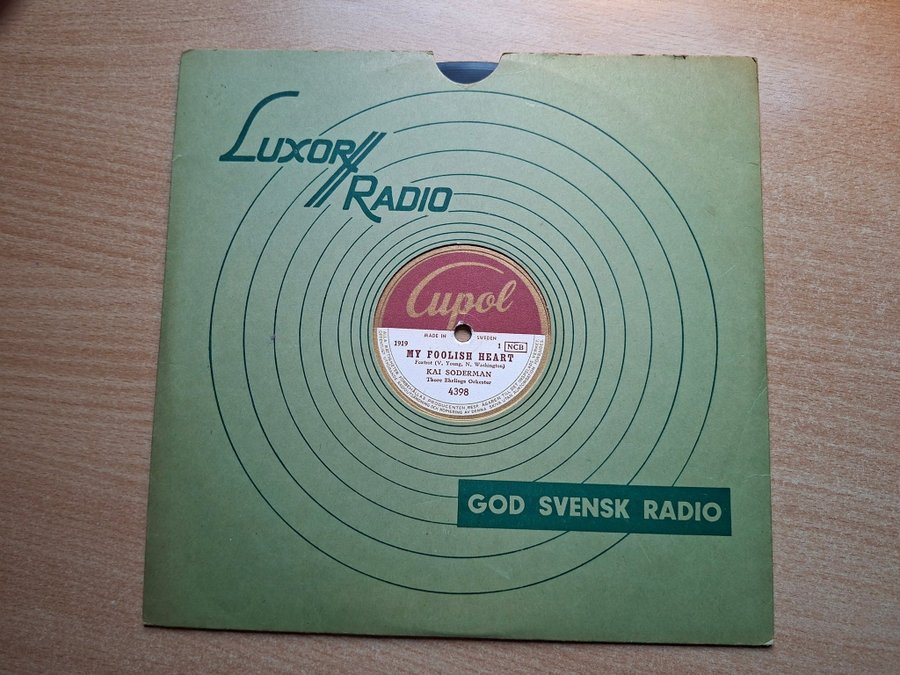 LUXOR
RADIO
Cupol
MADE IN SWEDEN
1919 1 NCB
MY FOOLISH HEART
Foxtrot (V. Young, N. Washington)
KAI SODERMAN
Thore Ehrlings Orkester
4398
GOD SVENSK RADIO